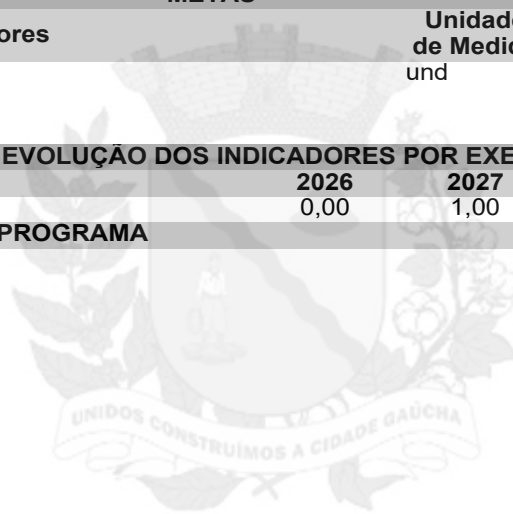 METAS
ores Unidade
de Medic
und
EVOLUÇÃO DOS INDICADORES POR EXE
2026 2027
0,00 1,00
PROGRAMA
UNIDOS CONSTRUÍMOS A CIDADE GAÚCHA